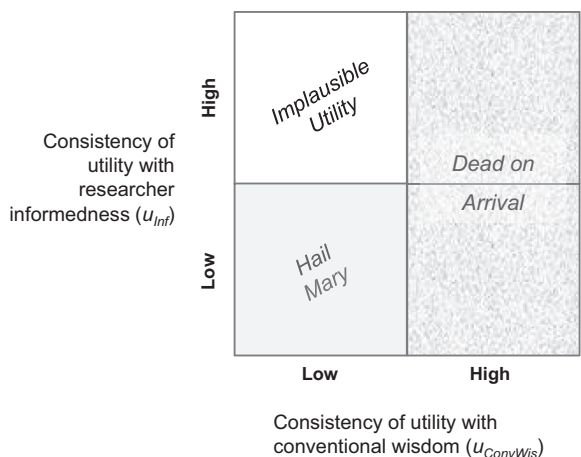 High
Implausible
Utility
Consistency of
utility with
researcher
informedness (u_Inf)
Dead on
Arrival
Low
Hail
Mary
Low
High
Consistency of utility with
conventional wisdom (u_ConvWis)